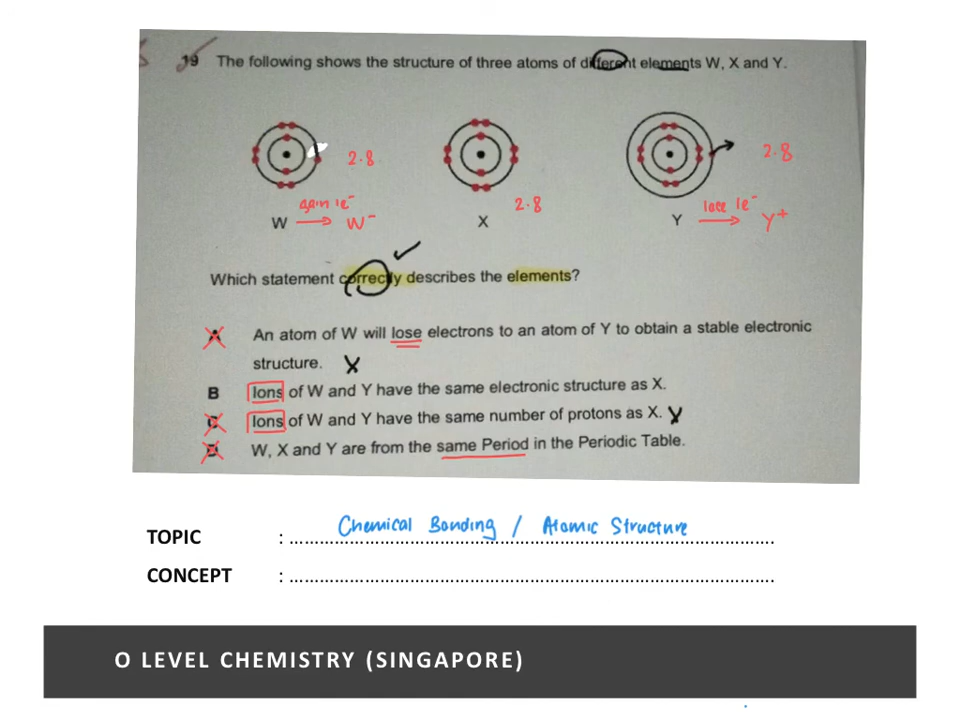 19 The following shows the structure of three atoms of different elements W, X and Y.
2.8
2.8
2.8
gain 1e⁻
W → W⁻
X
lose 1e⁻
Y → Y⁺
Which statement correctly describes the elements?
A An atom of W will lose electrons to an atom of Y to obtain a stable electronic
structure. X
B Ions of W and Y have the same electronic structure as X.
C Ions of W and Y have the same number of protons as X. X
D W, X and Y are from the same Period in the Periodic Table.
TOPIC : Chemical Bonding / Atomic Structure
CONCEPT : ....................................................................................
O LEVEL CHEMISTRY (SINGAPORE)